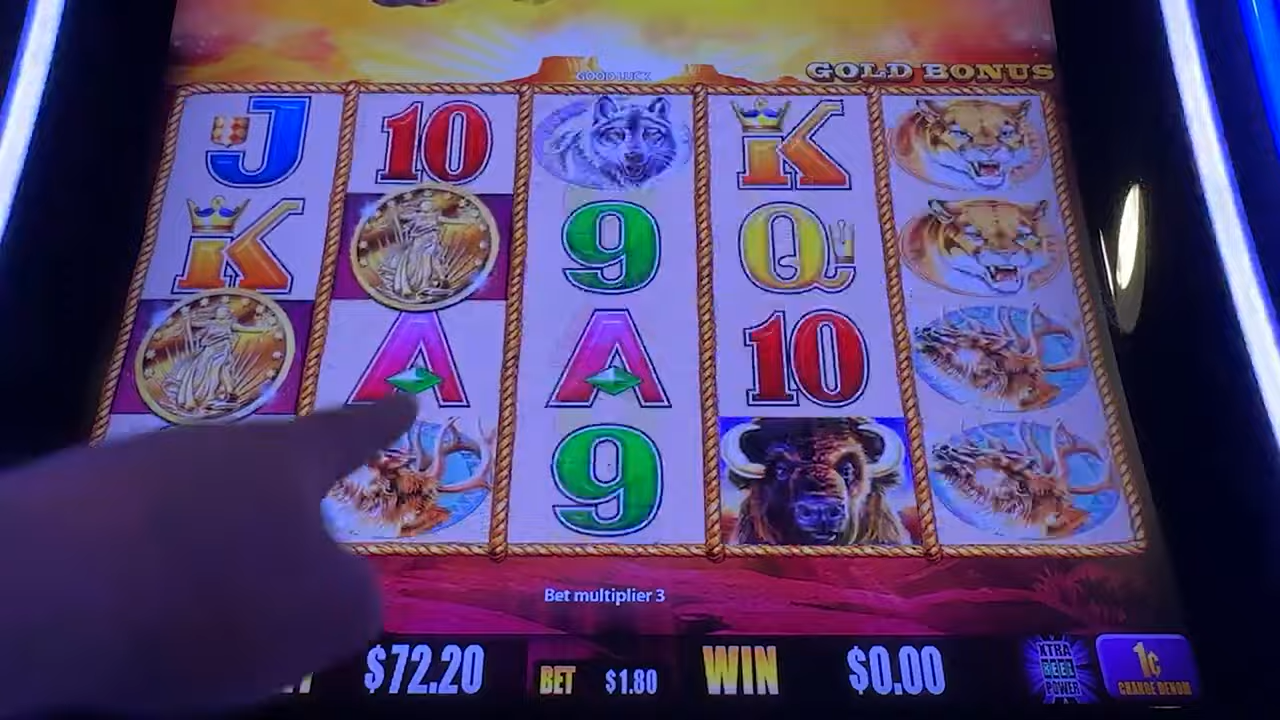 GOOD LUCK
GOLD BONUS
J 10 K
K 9 Q
A A 10
9
Bet multiplier 3
$72.20 BET $1.80 WIN $0.00
XTRA REEL POWER
1¢
CHANGE DENOM